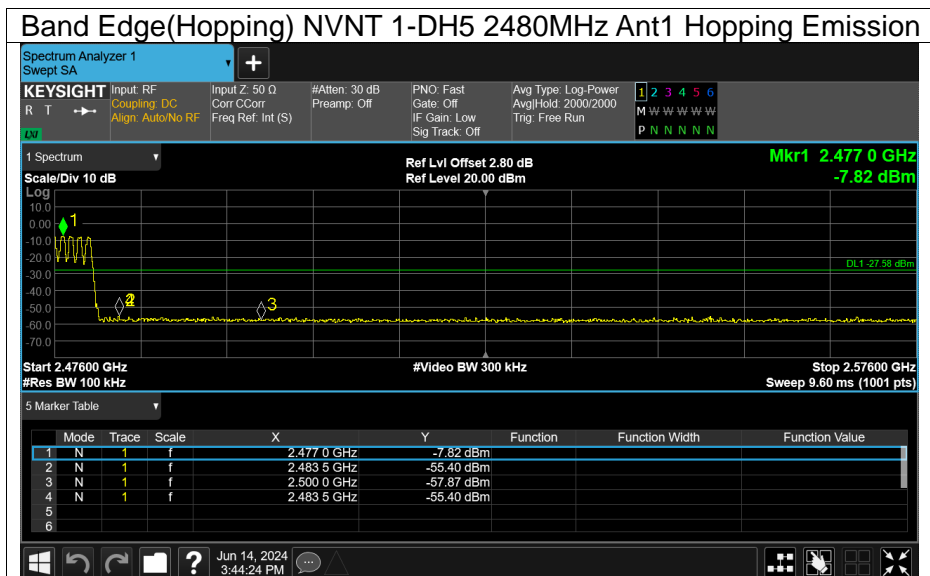 Band Edge(Hopping) NVNT 1-DH5 2480MHz Ant1 Hopping Emission
Spectrum Analyzer 1
Swept SA
+
KEYSIGHT Input: RF Input Z: 50 Ω #Atten: 30 dB PNO: Fast Avg Type: Log-Power 1 2 3 4 5 6
R T Coupling: DC Corr CCorr Preamp: Off Gate: Off Avg|Hold: 2000/2000 M W W W W W
Align: Auto/No RF Freq Ref: Int (S) IF Gain: Low Trig: Free Run
LXI Sig Track: Off P N N N N N
1 Spectrum Ref Lvl Offset 2.80 dB Mkr1 2.477 0 GHz
Scale/Div 10 dB Ref Level 20.00 dBm -7.82 dBm
Log
10.0
0.00 1
-10.0
-20.0 DL1 -27.58 dBm
-30.0
-40.0
-50.0 2 4 3
-60.0
-70.0
Start 2.47600 GHz #Video BW 300 kHz Stop 2.57600 GHz
#Res BW 100 kHz Sweep 9.60 ms (1001 pts)
5 Marker Table
Mode Trace Scale X Y Function Function Width Function Value
1 N 1 f 2.477 0 GHz -7.82 dBm
2 N 1 f 2.483 5 GHz -55.40 dBm
3 N 1 f 2.500 0 GHz -57.87 dBm
4 N 1 f 2.483 5 GHz -55.40 dBm
5
6
? Jun 14, 2024
3:44:24 PM